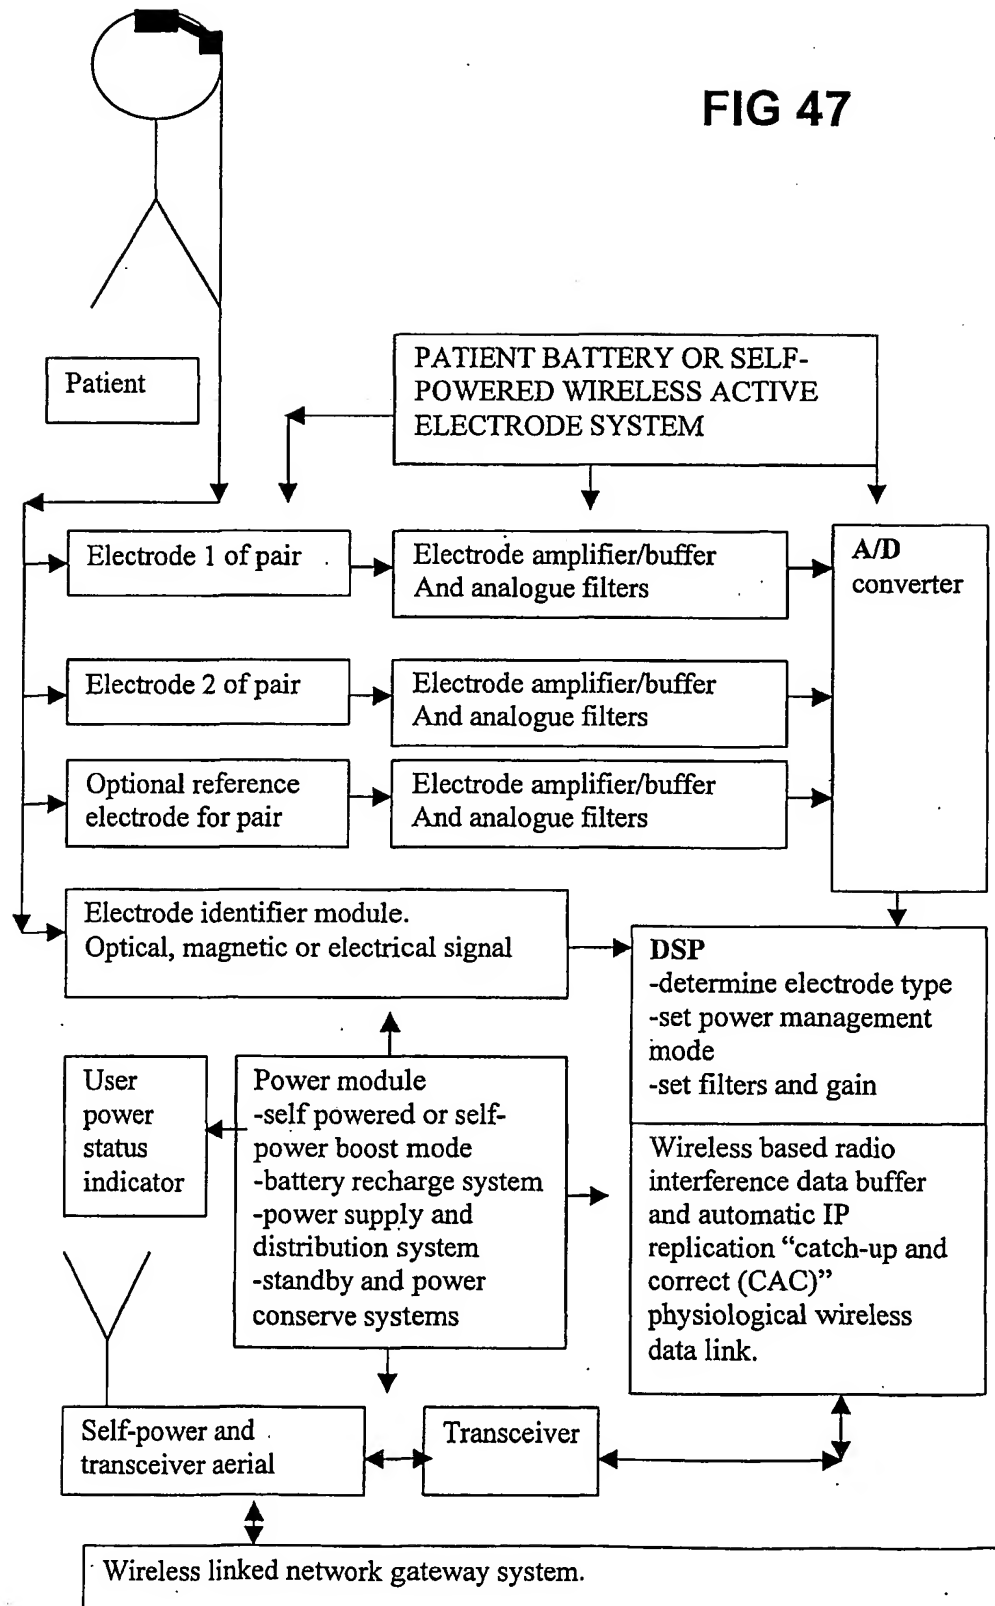 FIG 47
Patient
PATIENT BATTERY OR SELF-
POWERED WIRELESS ACTIVE
ELECTRODE SYSTEM
Electrode 1 of pair
Electrode amplifier/buffer
And analogue filters
A/D
converter
Electrode 2 of pair
Electrode amplifier/buffer
And analogue filters
Optional reference
electrode for pair
Electrode amplifier/buffer
And analogue filters
Electrode identifier module.
Optical, magnetic or electrical signal
DSP
-determine electrode type
-set power management
mode
-set filters and gain
User
power
status
indicator
Power module
-self powered or self-
power boost mode
-battery recharge system
-power supply and
distribution system
-standby and power
conserve systems
Wireless based radio
interference data buffer
and automatic IP
replication “catch-up and
correct (CAC)”
physiological wireless
data link.
Self-power and
transceiver aerial
Transceiver
Wireless linked network gateway system.